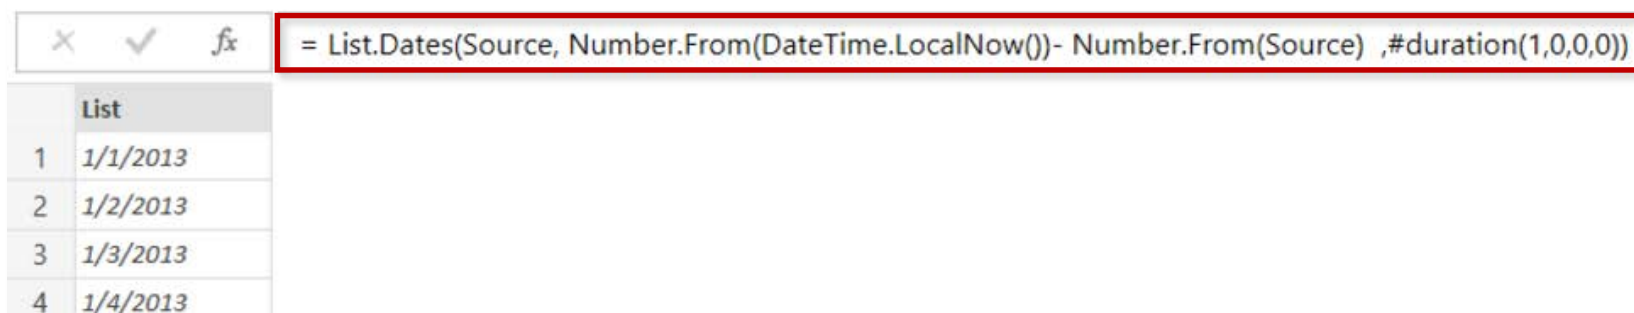 fx = List.Dates(Source, Number.From(DateTime.LocalNow())- Number.From(Source) ,#duration(1,0,0,0))
List
1 1/1/2013
2 1/2/2013
3 1/3/2013
4 1/4/2013